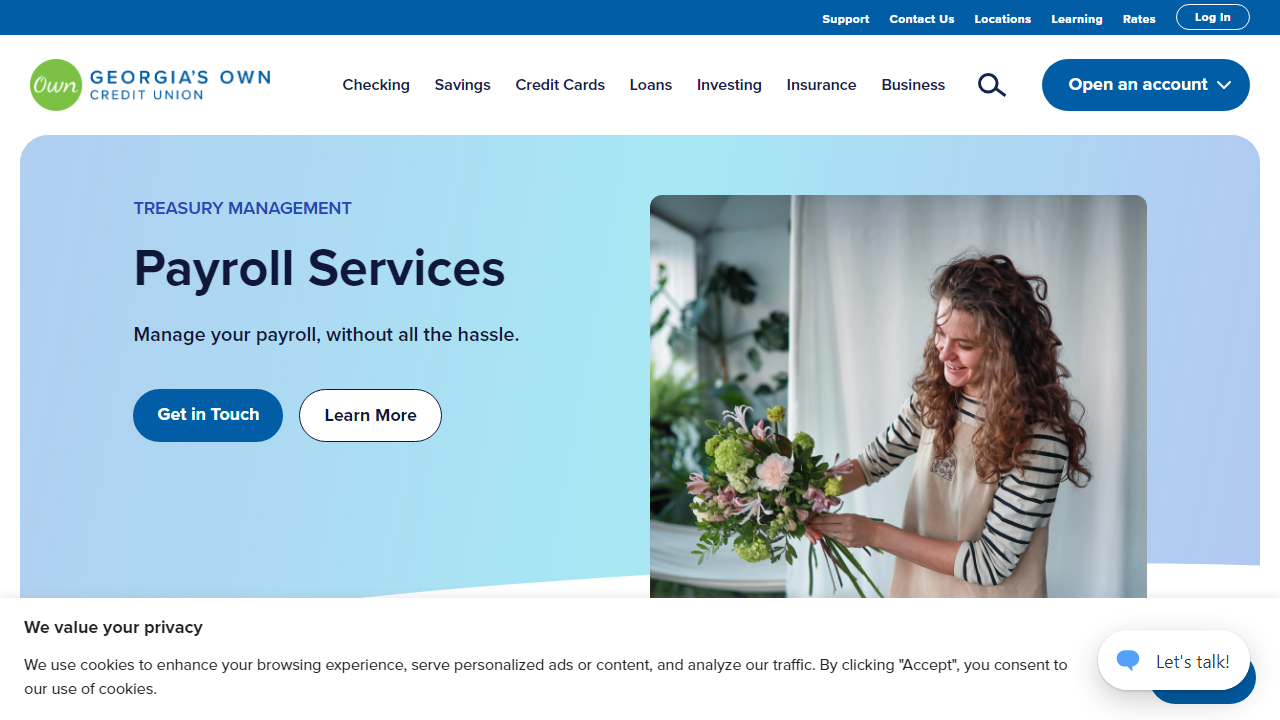 Support Contact Us Locations Learning Rates Log In
Own GEORGIA'S OWN
CREDIT UNION
Checking Savings Credit Cards Loans Investing Insurance Business Open an account
TREASURY MANAGEMENT
Payroll Services
Manage your payroll, without all the hassle.
Get in Touch Learn More
We value your privacy
We use cookies to enhance your browsing experience, serve personalized ads or content, and analyze our traffic. By clicking "Accept", you consent to
our use of cookies.
Let's talk!